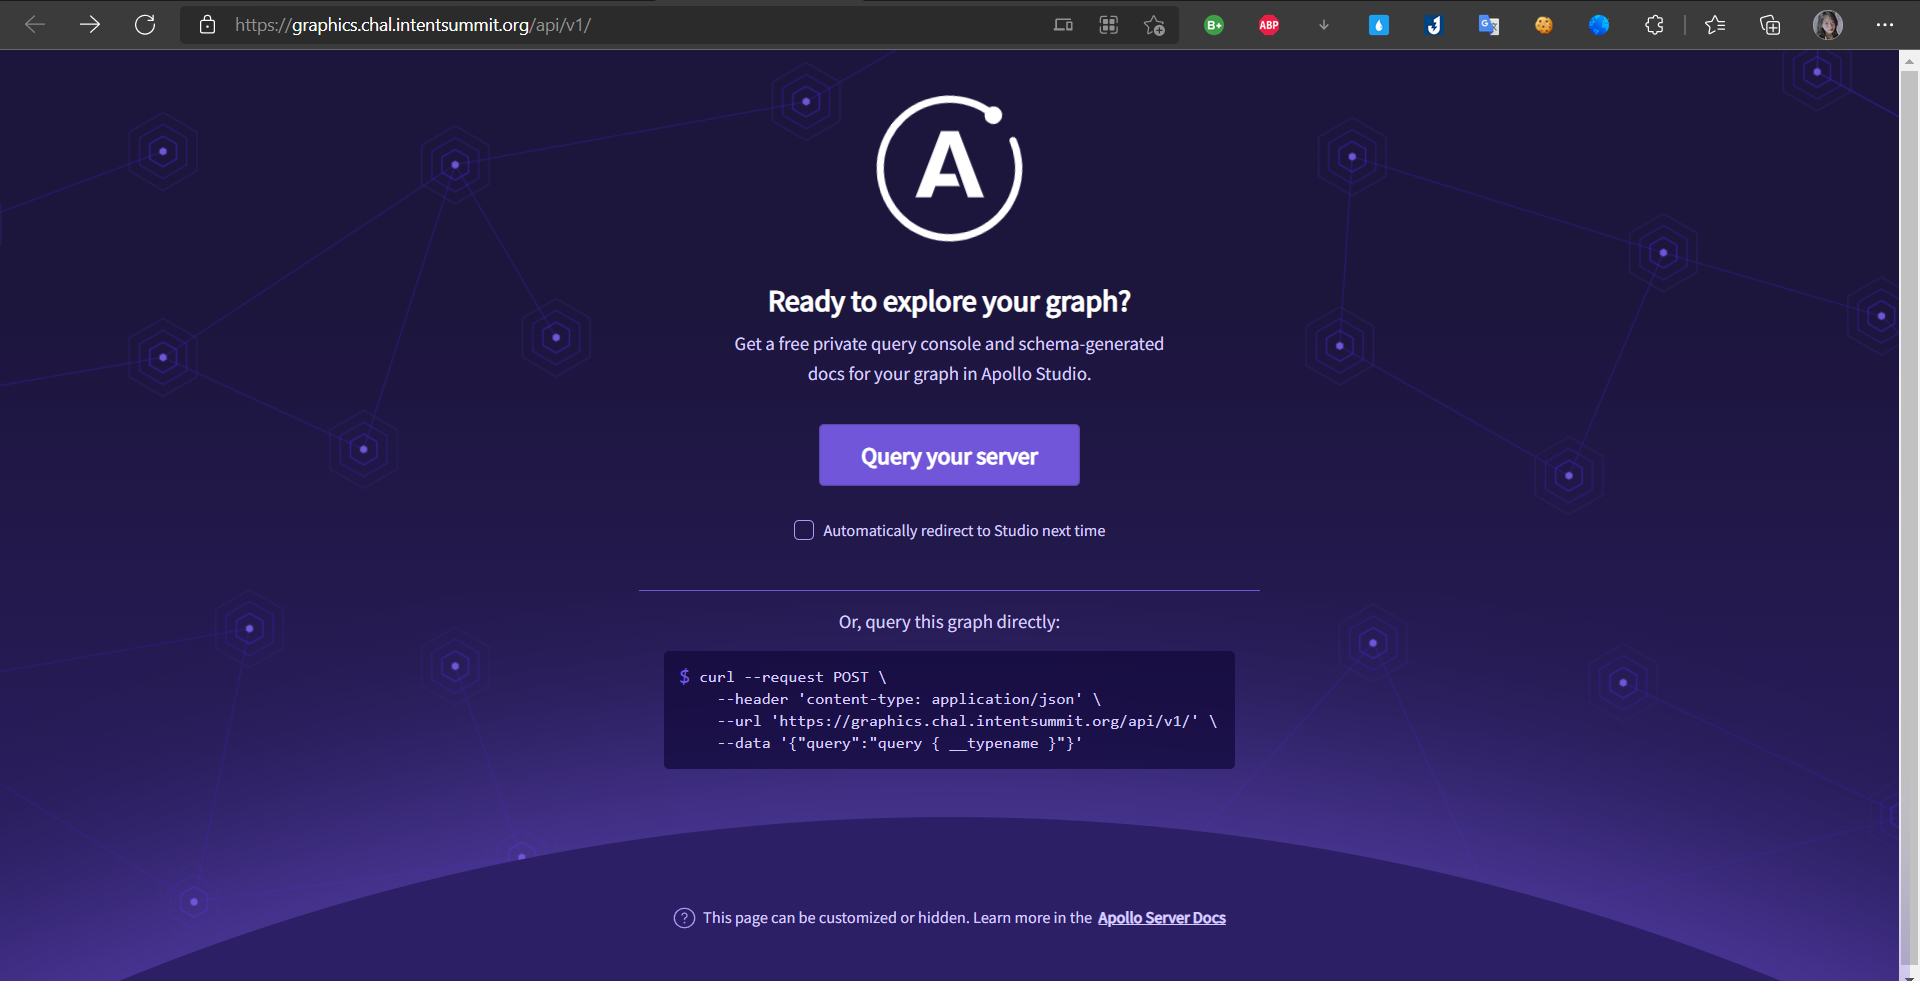 https://graphics.chal.intentsummit.org/api/v1/
B+
ABP
A
Ready to explore your graph?
Get a free private query console and schema-generated
docs for your graph in Apollo Studio.
Query your server
Automatically redirect to Studio next time
Or, query this graph directly:
$ curl --request POST \
--header 'content-type: application/json' \
--url 'https://graphics.chal.intentsummit.org/api/v1/' \
--data '{"query":"query { __typename }"}'
? This page can be customized or hidden. Learn more in the Apollo Server Docs